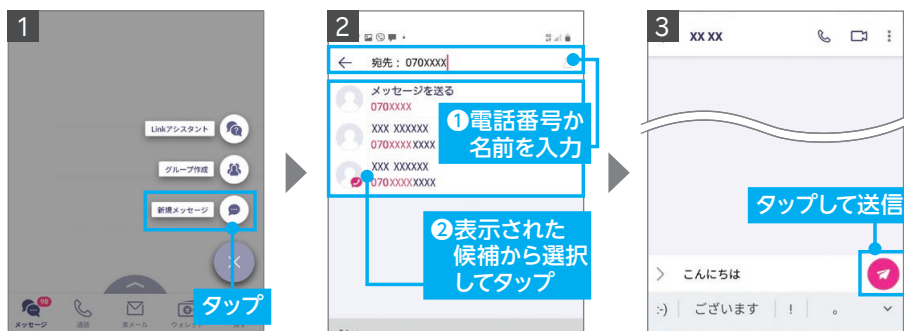 1
Linkアシスタント
グループ作成
新規メッセージ
×
98
メッセージ
通話
楽メール
タップ
2
宛先： 070XXXX
メッセージを送る
070XXXX
XXX XXXXXX
070XXXXXXXX
XXX XXXXXX
070XXXXXXXX
❶電話番号か
名前を入力
❷表示された
候補から選択
してタップ
3
XX XX
タップして送信
こんにちは
:-) ございます ! 。